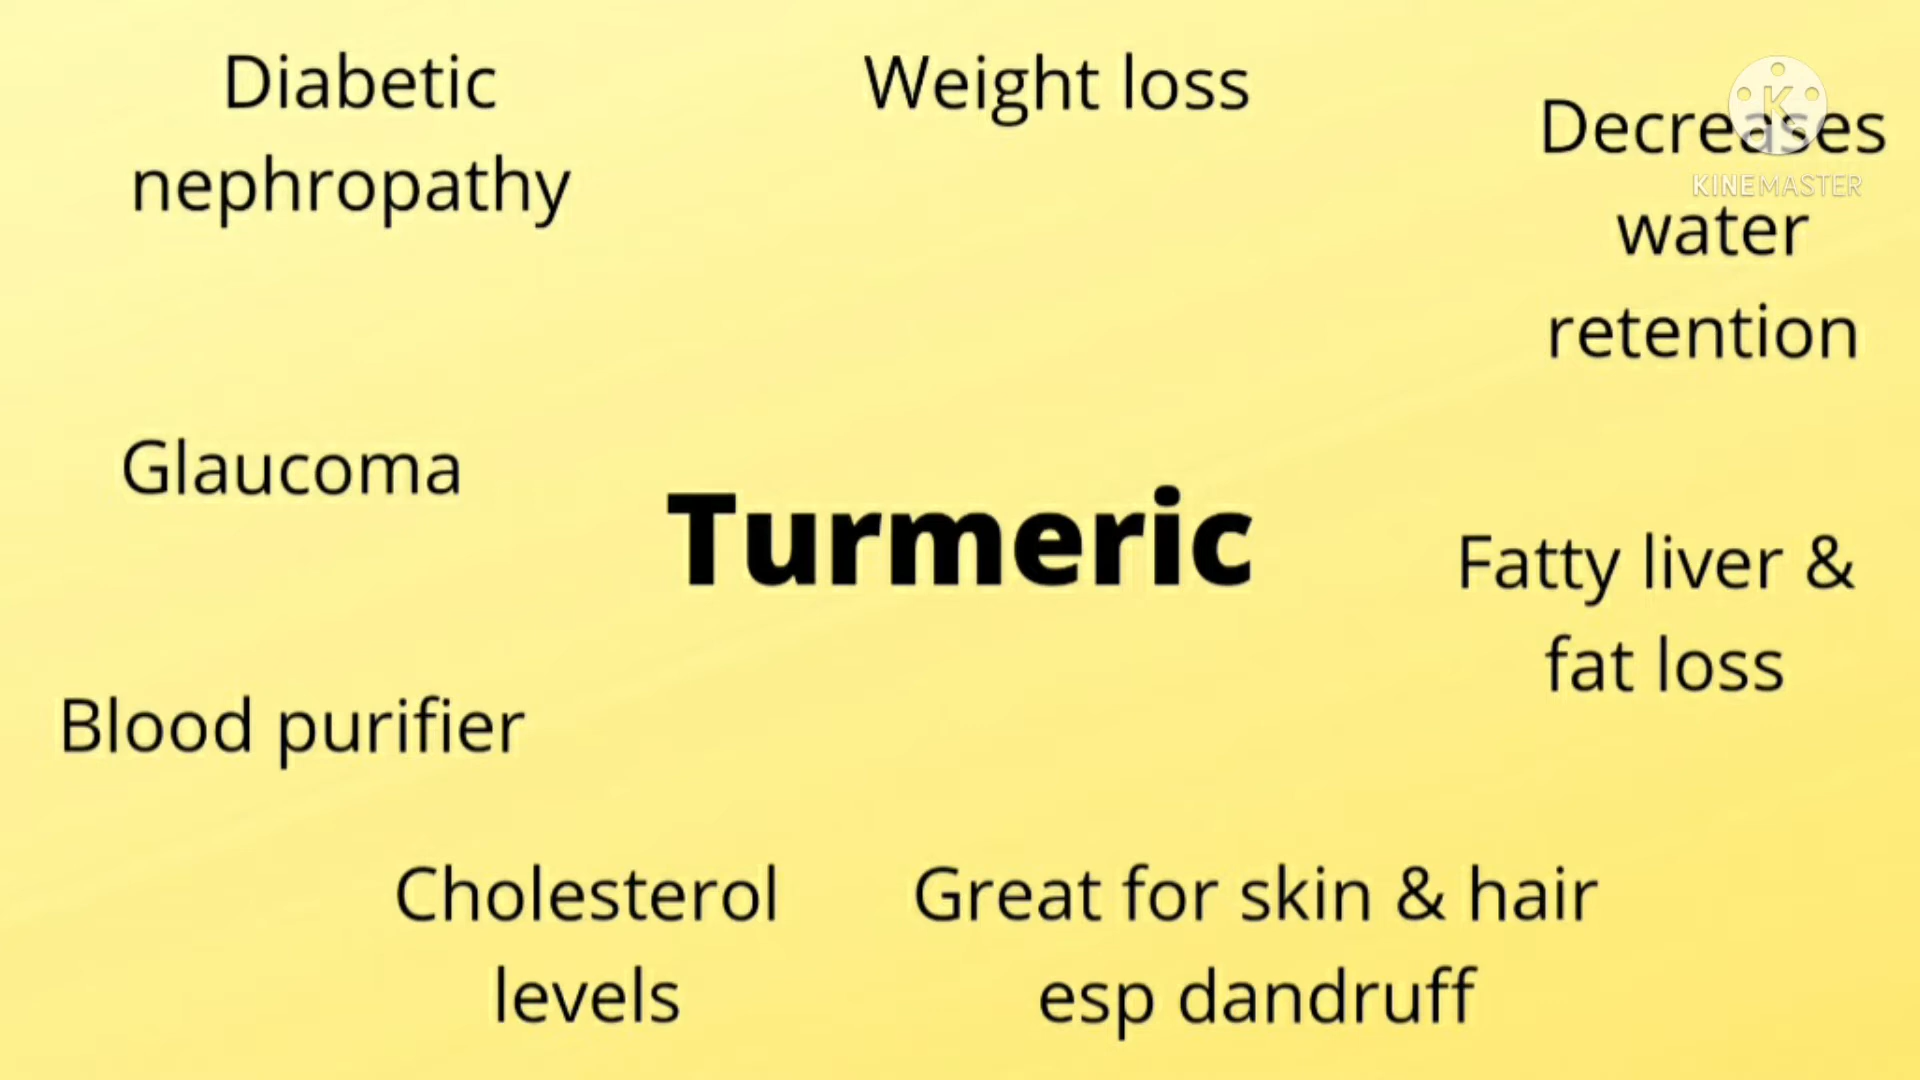 Diabetic
nephropathy
Weight loss
Decreases
water
retention
KINEMASTER
Glaucoma
Turmeric
Fatty liver &
fat loss
Blood purifier
Cholesterol
levels
Great for skin & hair
esp dandruff